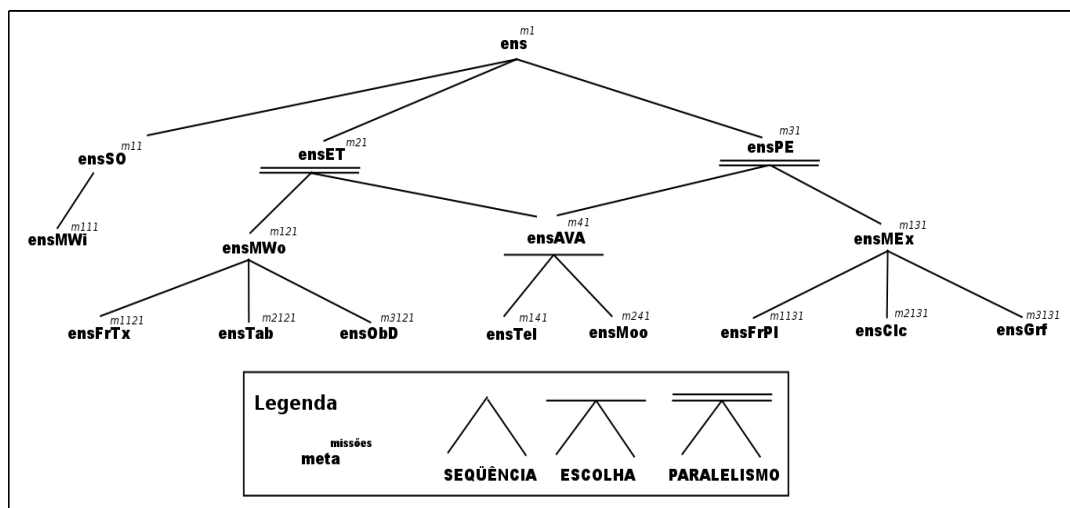 ens m1
ensSO m11
ensET m21
ensPE m31
ensMWi m111
ensMWo m121
ensAVA m41
ensMEx m131
ensFrTx m1121
ensTab m2121
ensObD m3121
ensTel m141
ensMoo m241
ensFrPl m1131
ensClc m2131
ensGrf m3131
Legenda
meta missões
SEQÜÊNCIA ESCOLHA PARALELISMO